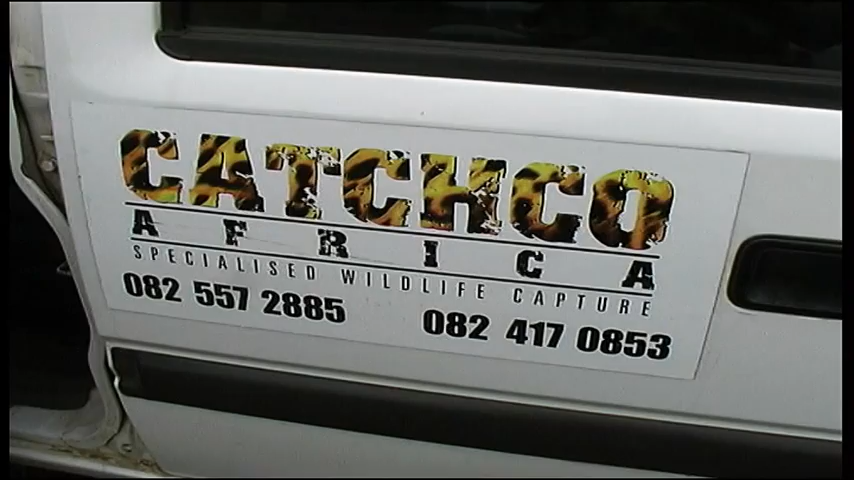 CATCHCO
AFRICA
SPECIALISED WILDLIFE CAPTURE
082 557 2885 082 417 0853